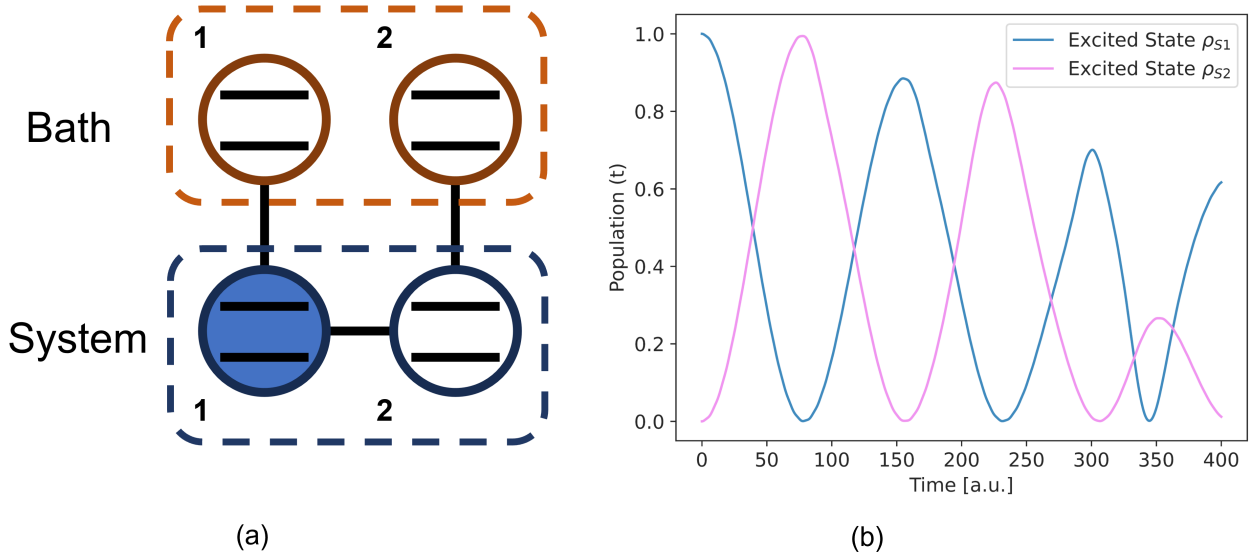 1
2
Bath
System
1
2
(a)
Excited State ρS1
Excited State ρS2
Population (t)
1.0
0.8
0.6
0.4
0.2
0.0
0 50 100 150 200 250 300 350 400
Time [a.u.]
(b)